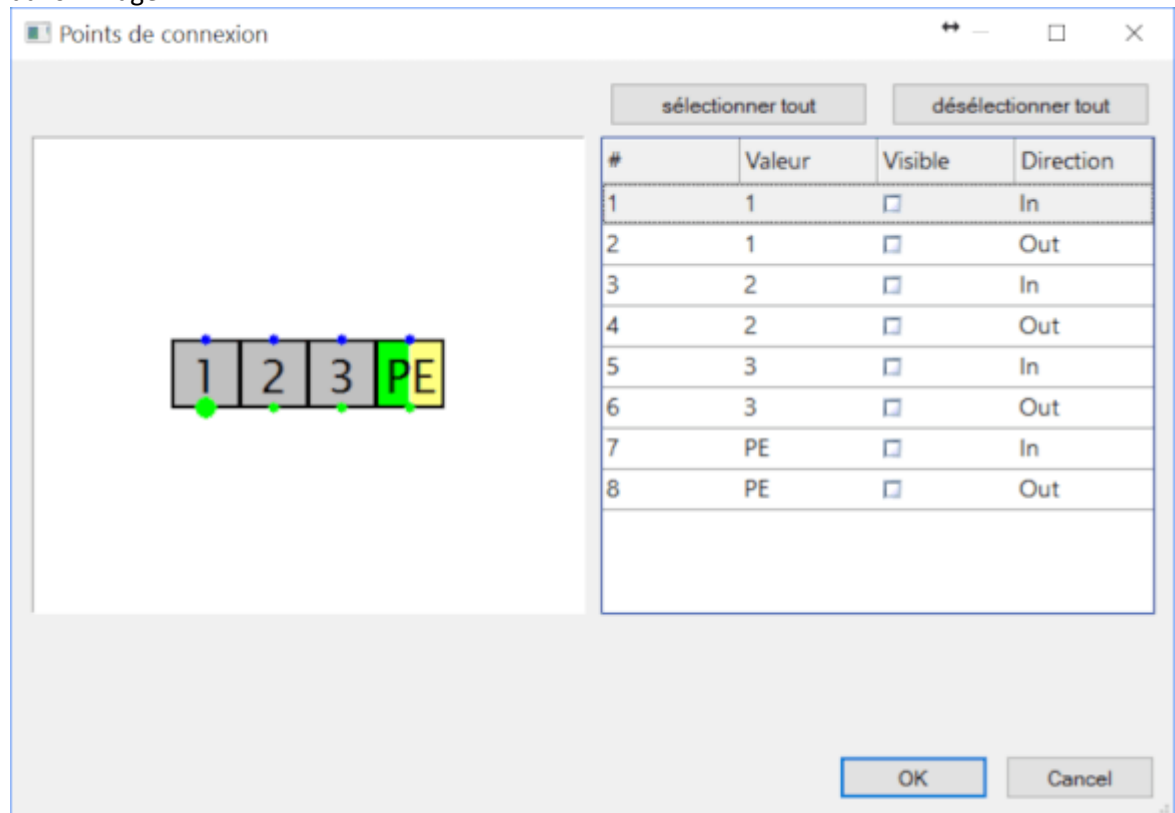 Points de connexion
sélectionner tout désélectionner tout
# Valeur Visible Direction
1 1 In
2 1 Out
3 2 In
4 2 Out
5 3 In
6 3 Out
7 PE In
8 PE Out
1 2 3 PE
OK Cancel